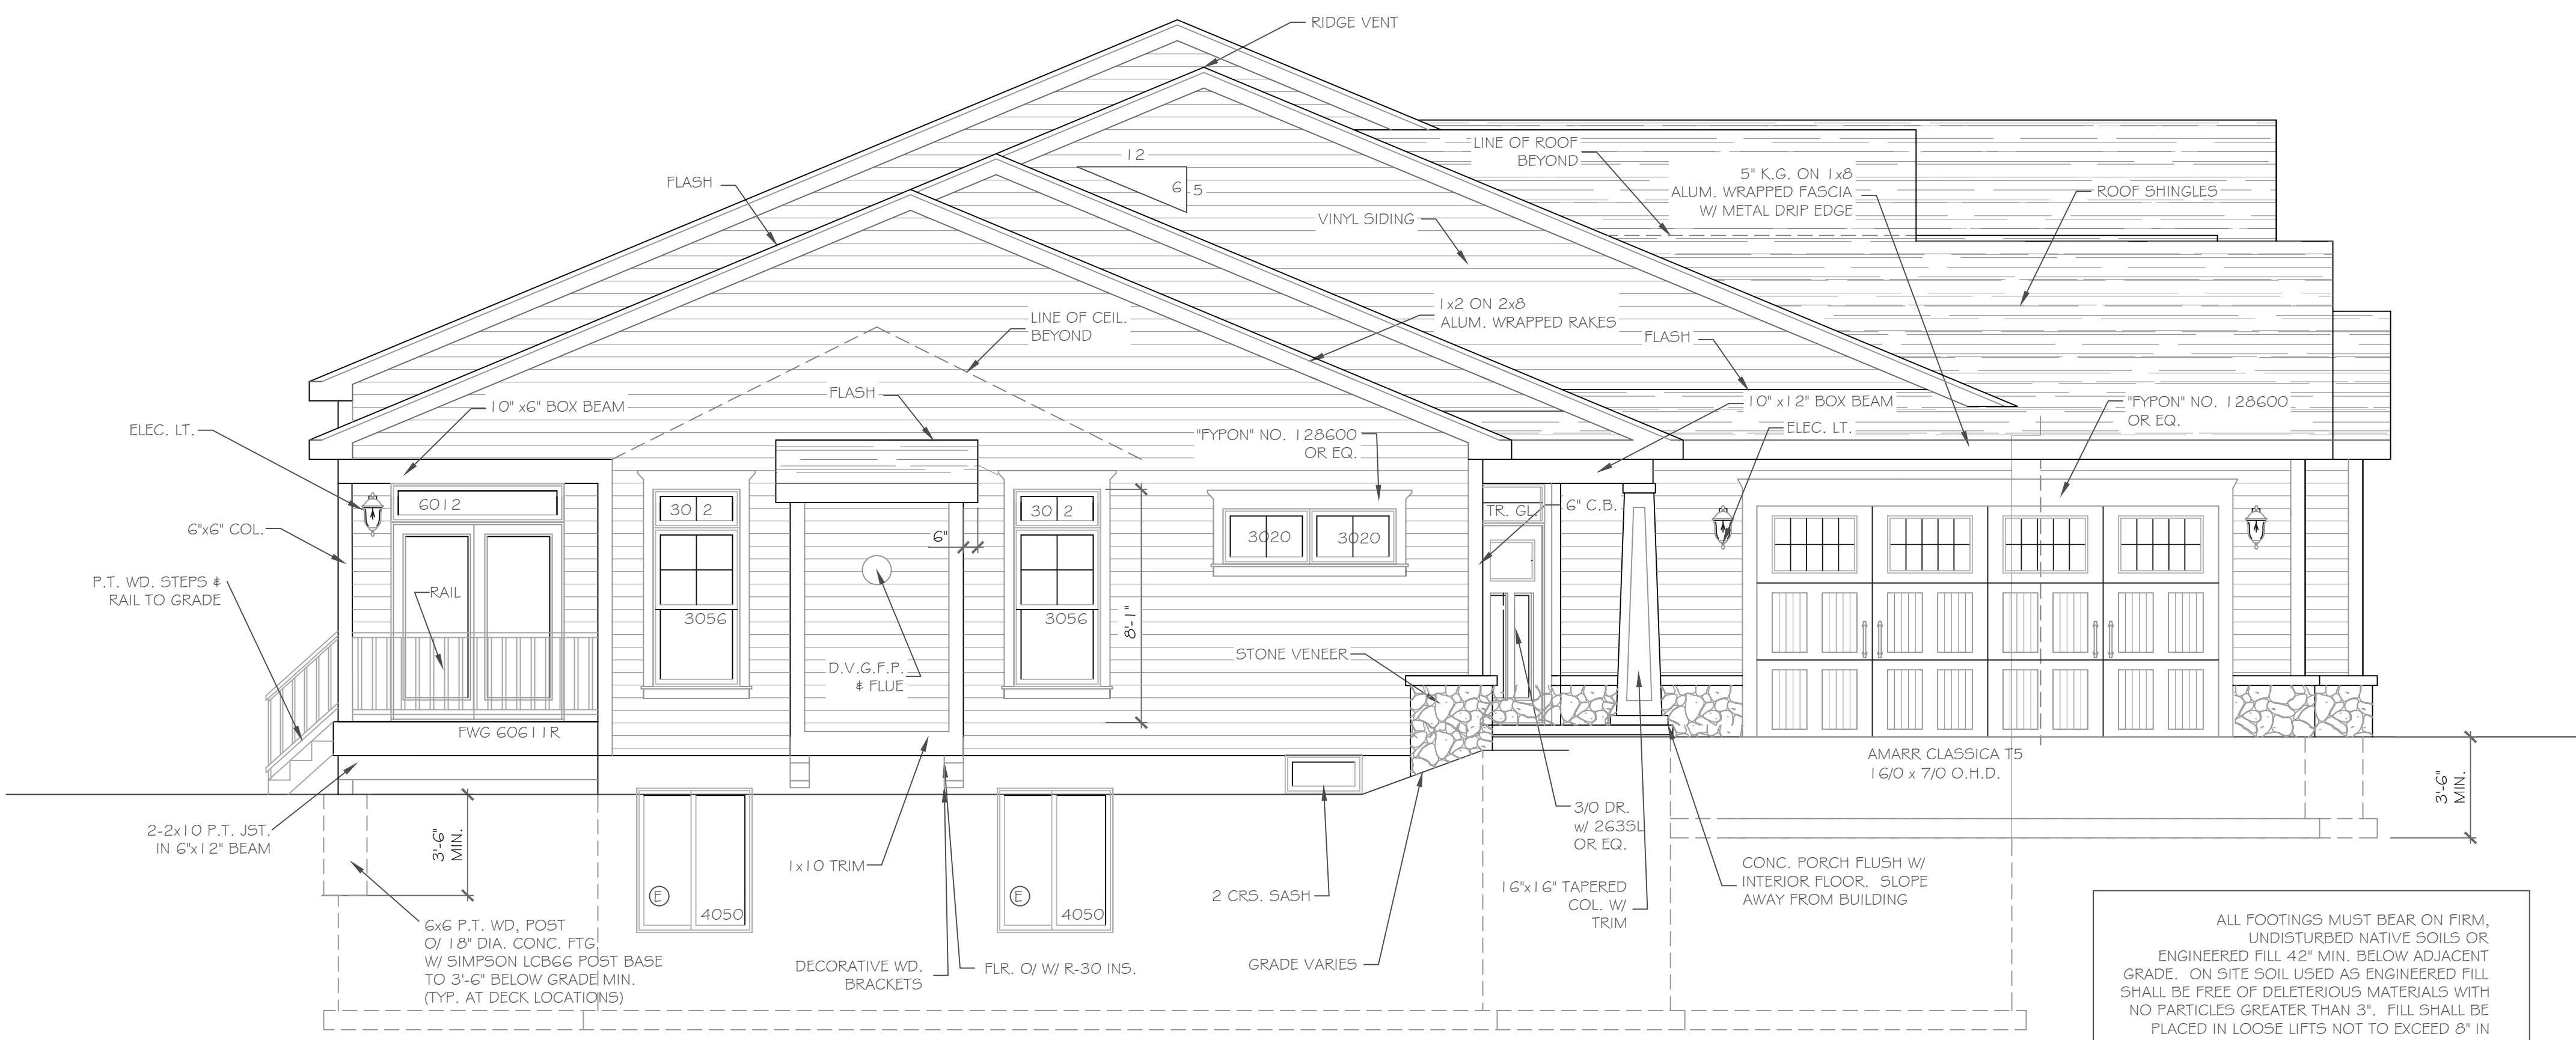 RIDGE VENT
LINE OF ROOF
BEYOND
12
6.5
5" K.G. ON 1x8
ALUM. WRAPPED FASCIA
W/ METAL DRIP EDGE
ROOF SHINGLES
FLASH
VINYL SIDING
1x2 ON 2x8
ALUM. WRAPPED RAKES
LINE OF CEIL.
BEYOND
FLASH
FLASH
10" x6" BOX BEAM
10" x12" BOX BEAM
"FYPON" NO. 128600
OR EQ.
ELEC. LT.
ELEC. LT.
"FYPON" NO. 128600
OR EQ.
6012
30 2
30 2
TR. GL.
6" C.B.
6"x6" COL.
6"
3020
3020
P.T. WD. STEPS &
RAIL TO GRADE
RAIL
3056
3056
8'-1"
D.V.G.F.P.
& FLUE
STONE VENEER
FWG 60611R
AMARR CLASSICA T5
16/0 x 7/0 O.H.D.
3'-6"
MIN.
2-2x10 P.T. JST.
IN 6"x12" BEAM
3'-6"
MIN.
3/0 DR.
w/ 263SL
OR EQ.
1x10 TRIM
E
4050
E
4050
2 CRS. SASH
16"x16" TAPERED
COL. W/
TRIM
CONC. PORCH FLUSH W/
INTERIOR FLOOR. SLOPE
AWAY FROM BUILDING
6x6 P.T. WD, POST
O/ 18" DIA. CONC. FTG.
W/ SIMPSON LCB66 POST BASE
TO 3'-6" BELOW GRADE MIN.
(TYP. AT DECK LOCATIONS)
DECORATIVE WD.
BRACKETS
FLR. O/ W/ R-30 INS.
GRADE VARIES
ALL FOOTINGS MUST BEAR ON FIRM,
UNDISTURBED NATIVE SOILS OR
ENGINEERED FILL 42" MIN. BELOW ADJACENT
GRADE. ON SITE SOIL USED AS ENGINEERED FILL
SHALL BE FREE OF DELETERIOUS MATERIALS WITH
NO PARTICLES GREATER THAN 3". FILL SHALL BE
PLACED IN LOOSE LIFTS NOT TO EXCEED 8" IN